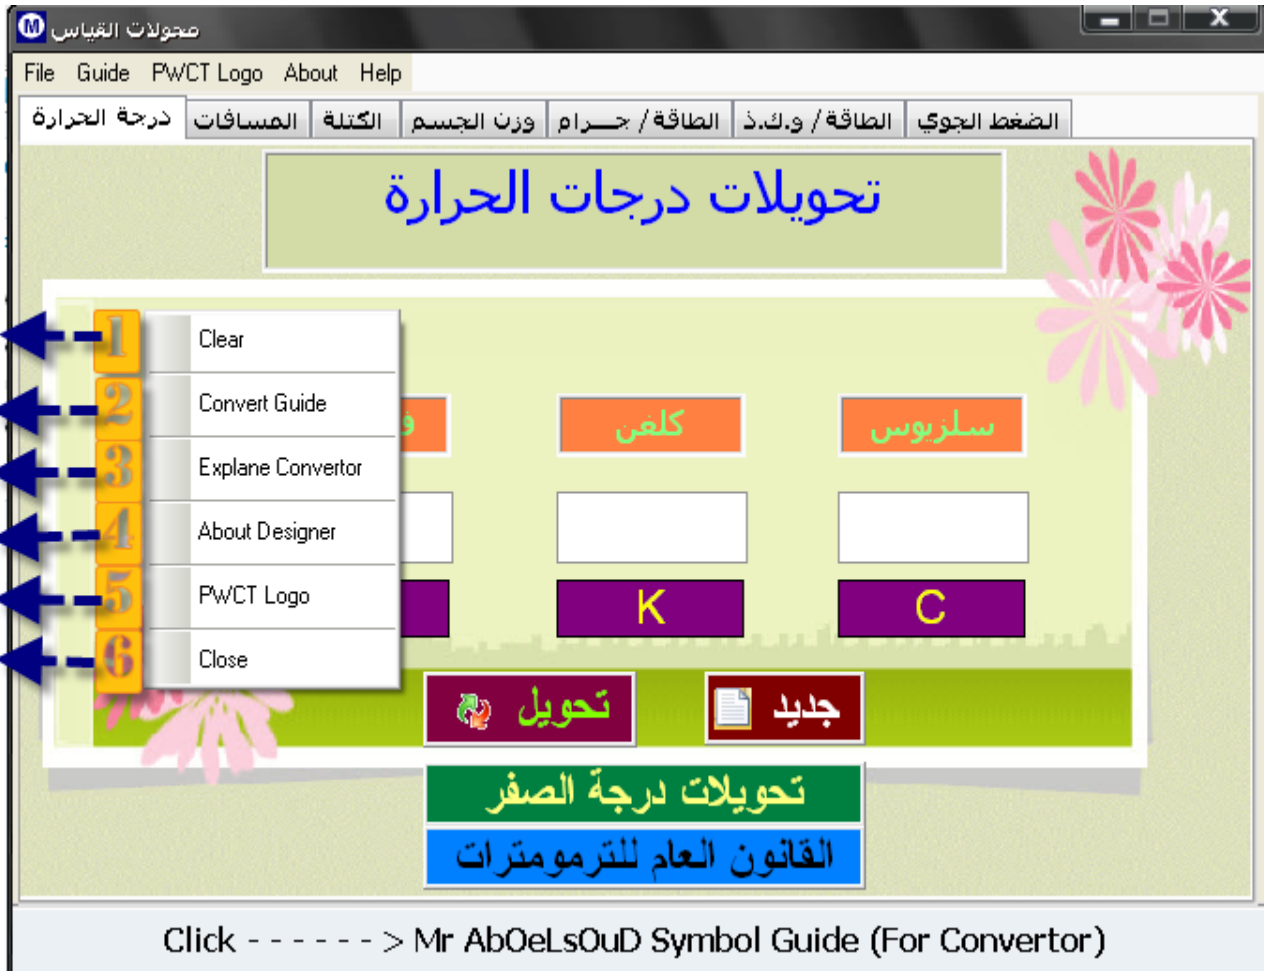 محولات القياس
File Guide PWCT Logo About Help
درجة الحرارة المسافات الكتلة وزن الجسم الطاقة / جـــرام الطاقة / و.ك.ذ الضغط الجوي
تحويلات درجات الحرارة
1 Clear
2 Convert Guide
3 Explane Convertor
4 About Designer
5 PWCT Logo
6 Close
سلزيوس كلفن
C K
جديد تحويل
تحويلات درجة الصفر
القانون العام للترمومترات
Click - - - - - - > Mr AbOeLsOuD Symbol Guide (For Convertor)